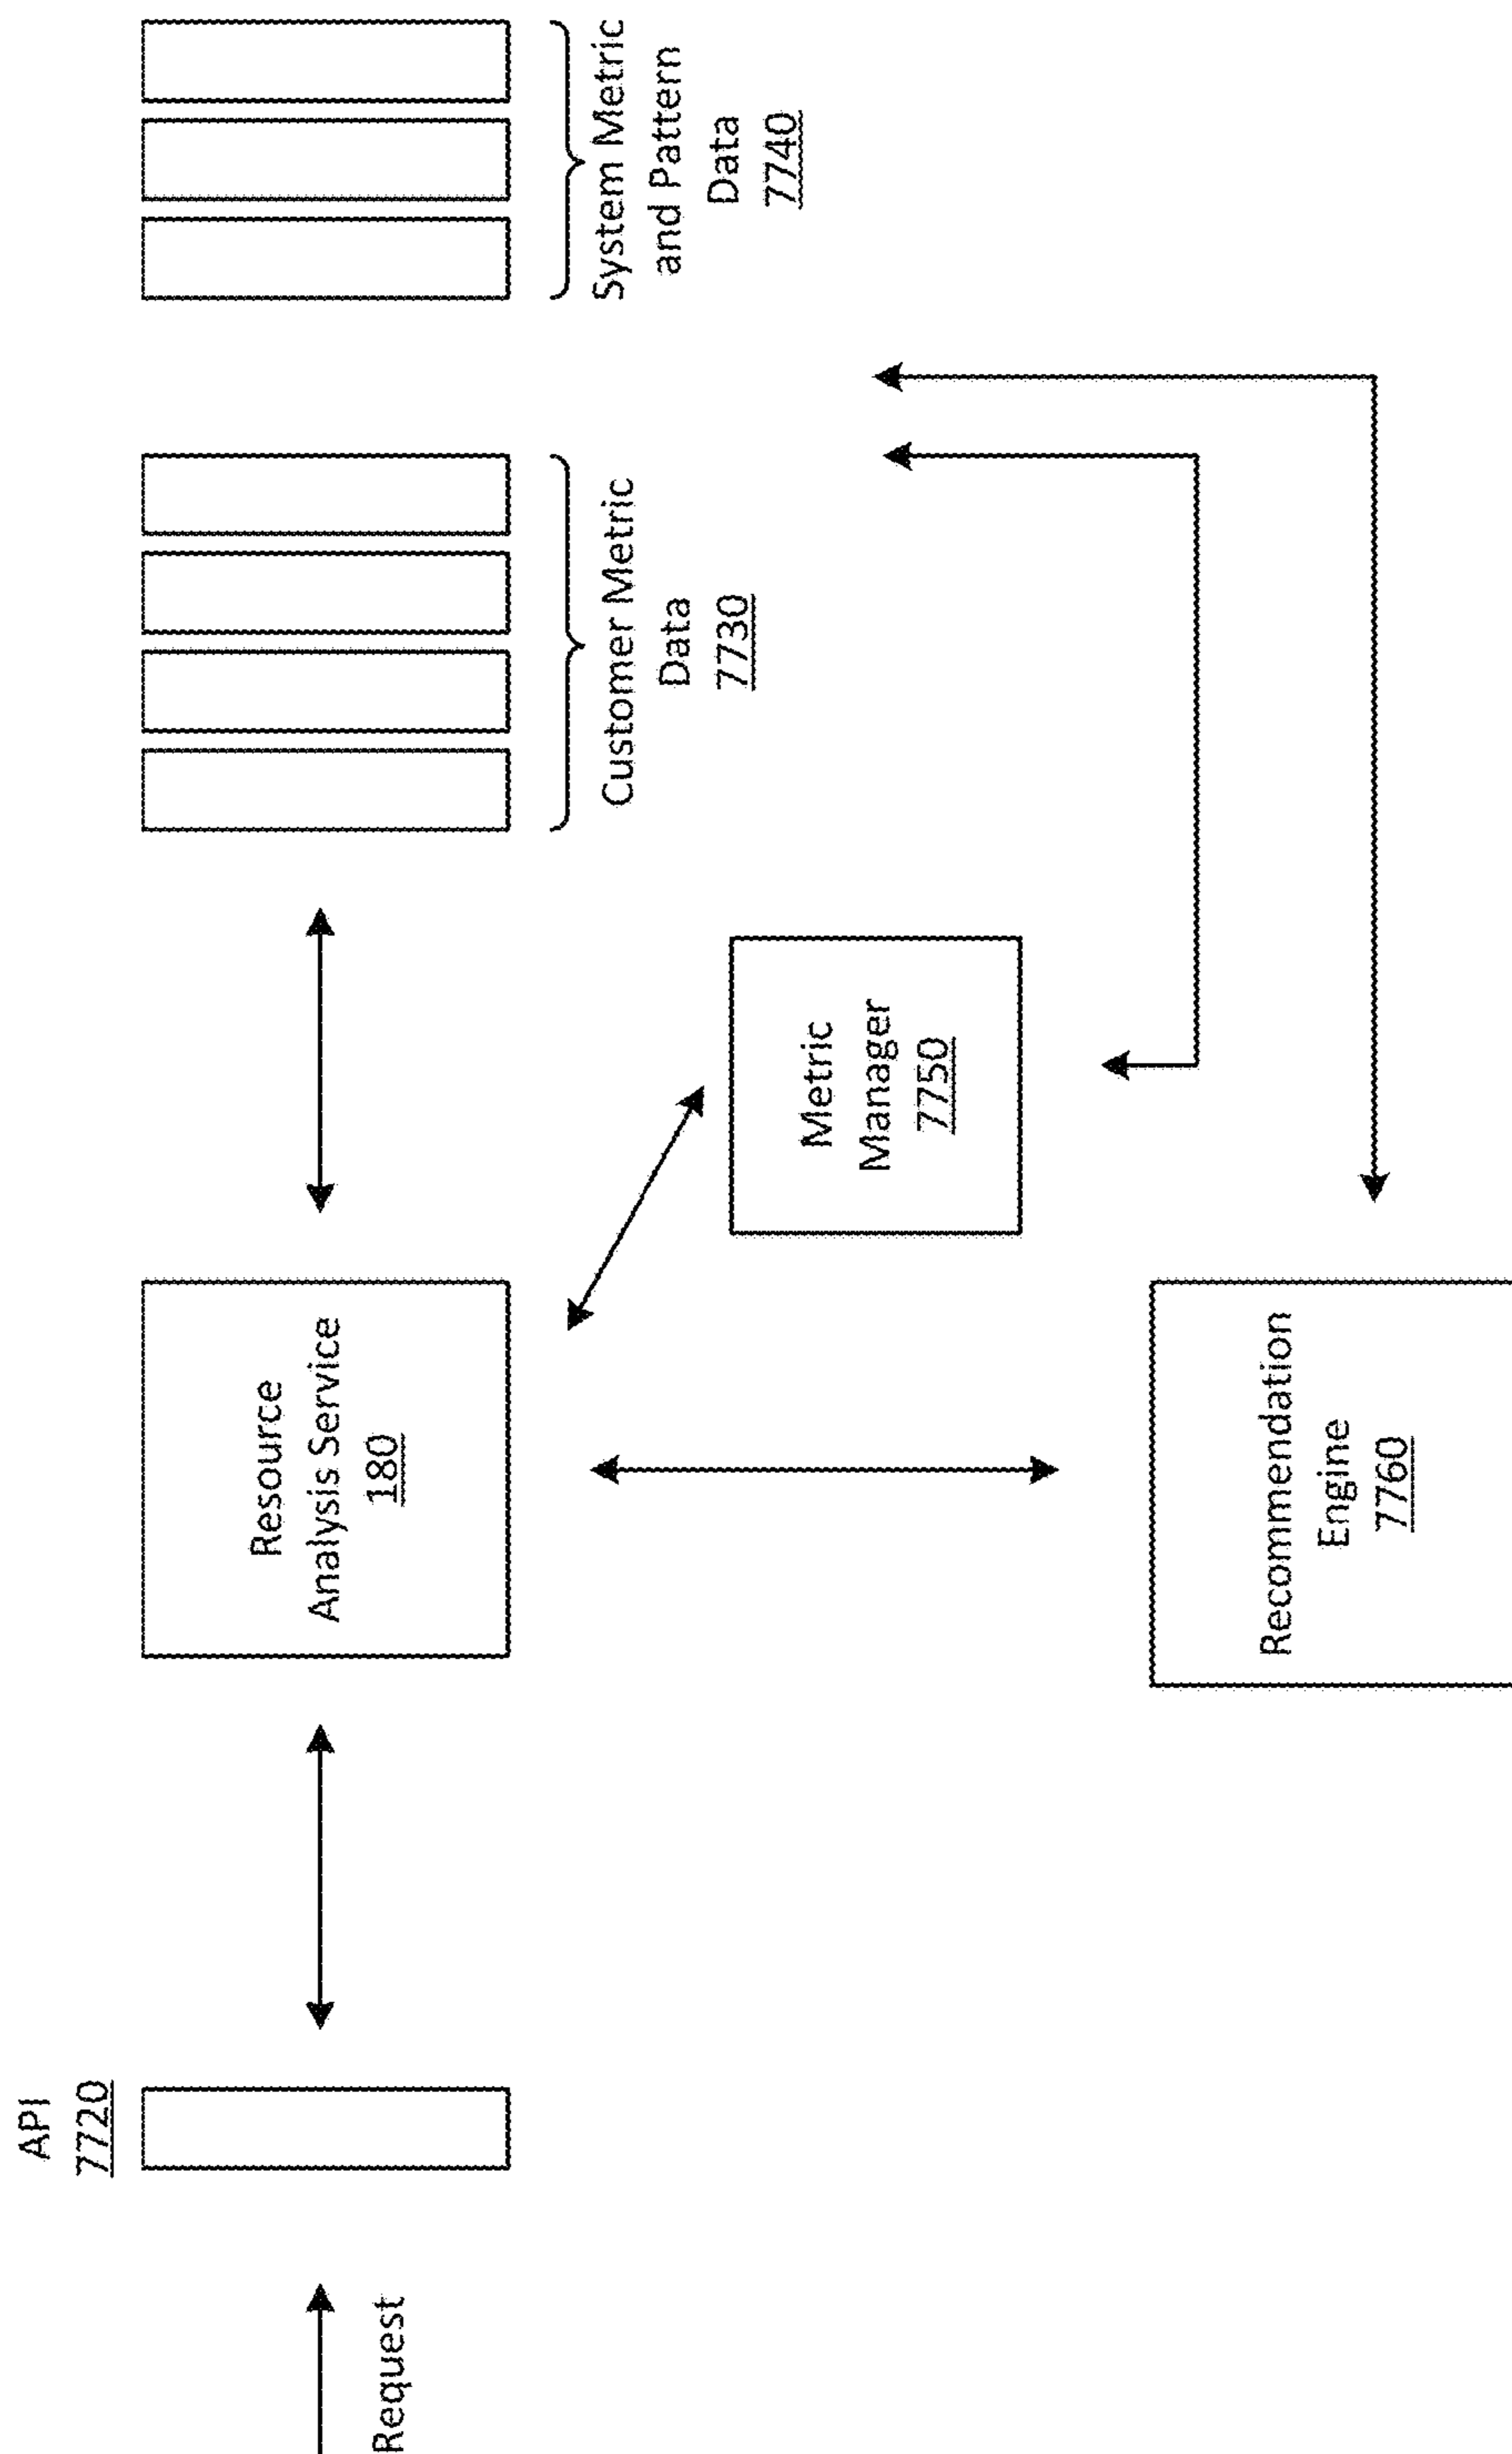 Request
API
7720
Resource
Analysis Service
180
Customer Metric
Data
7730
System Metric
and Pattern
Data
7740
Metric
Manager
7750
Recommendation
Engine
7760